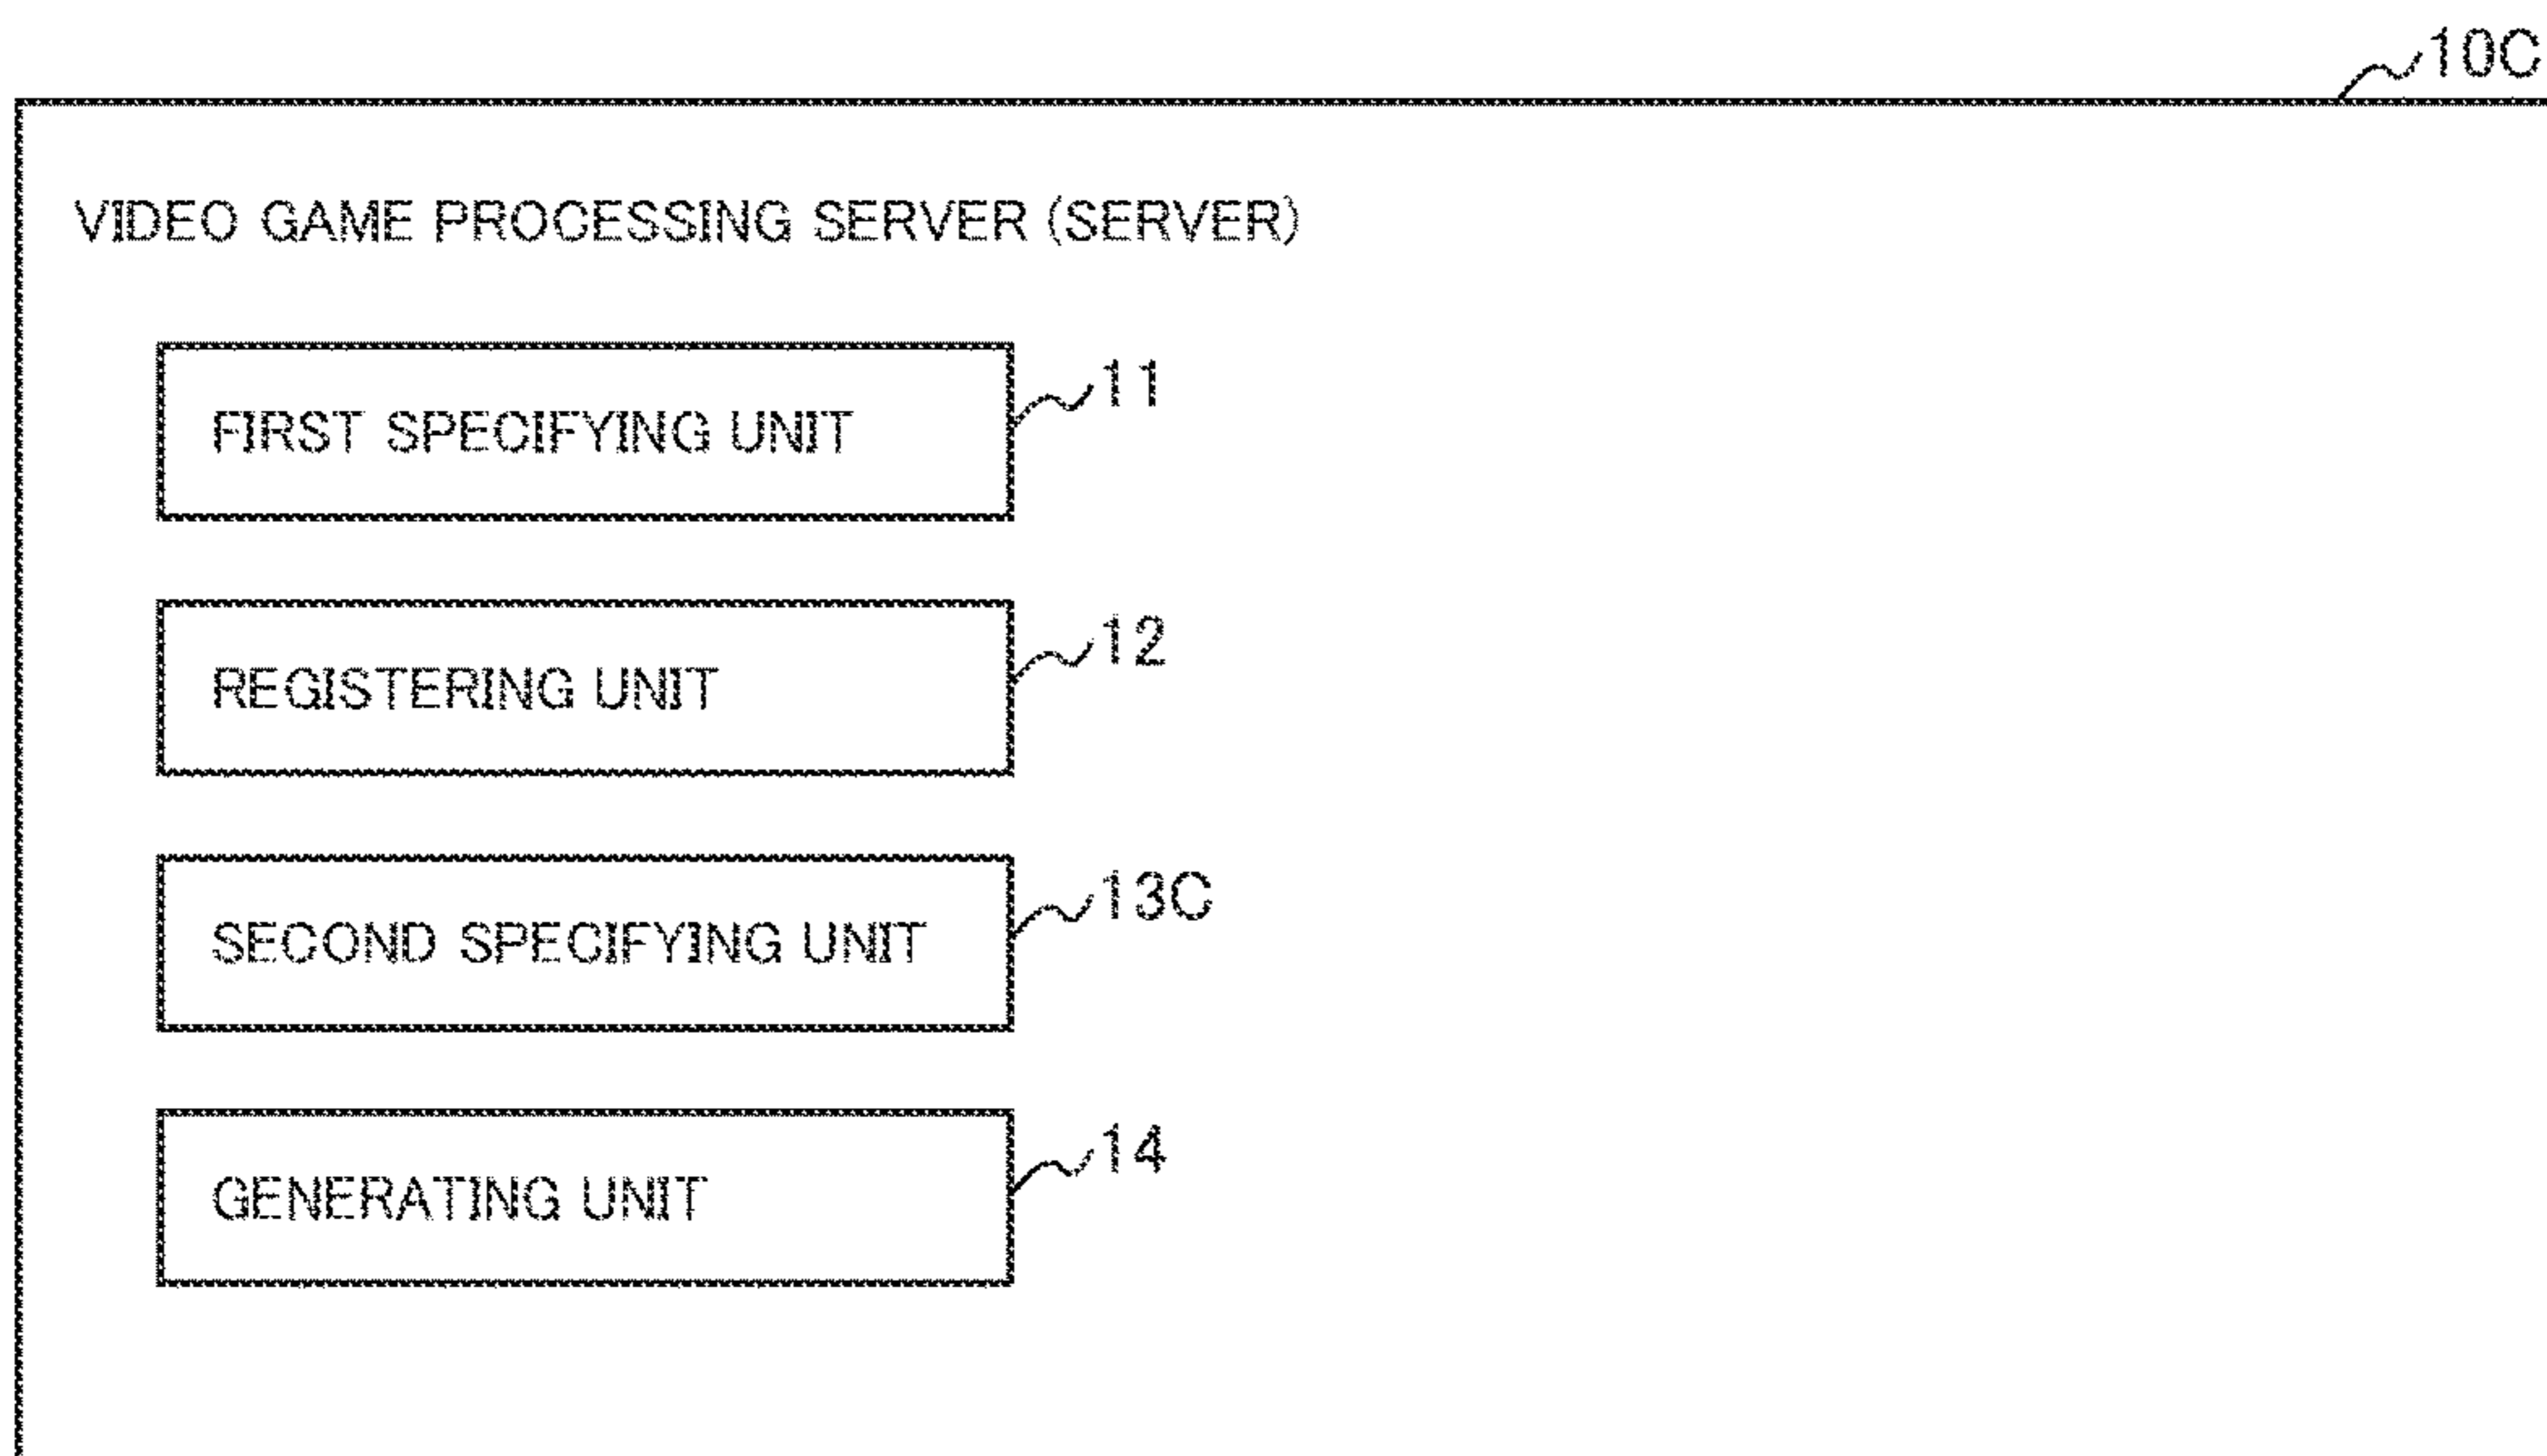 10C
VIDEO GAME PROCESSING SERVER (SERVER)
11
FIRST SPECIFYING UNIT
12
REGISTERING UNIT
13C
SECOND SPECIFYING UNIT
14
GENERATING UNIT